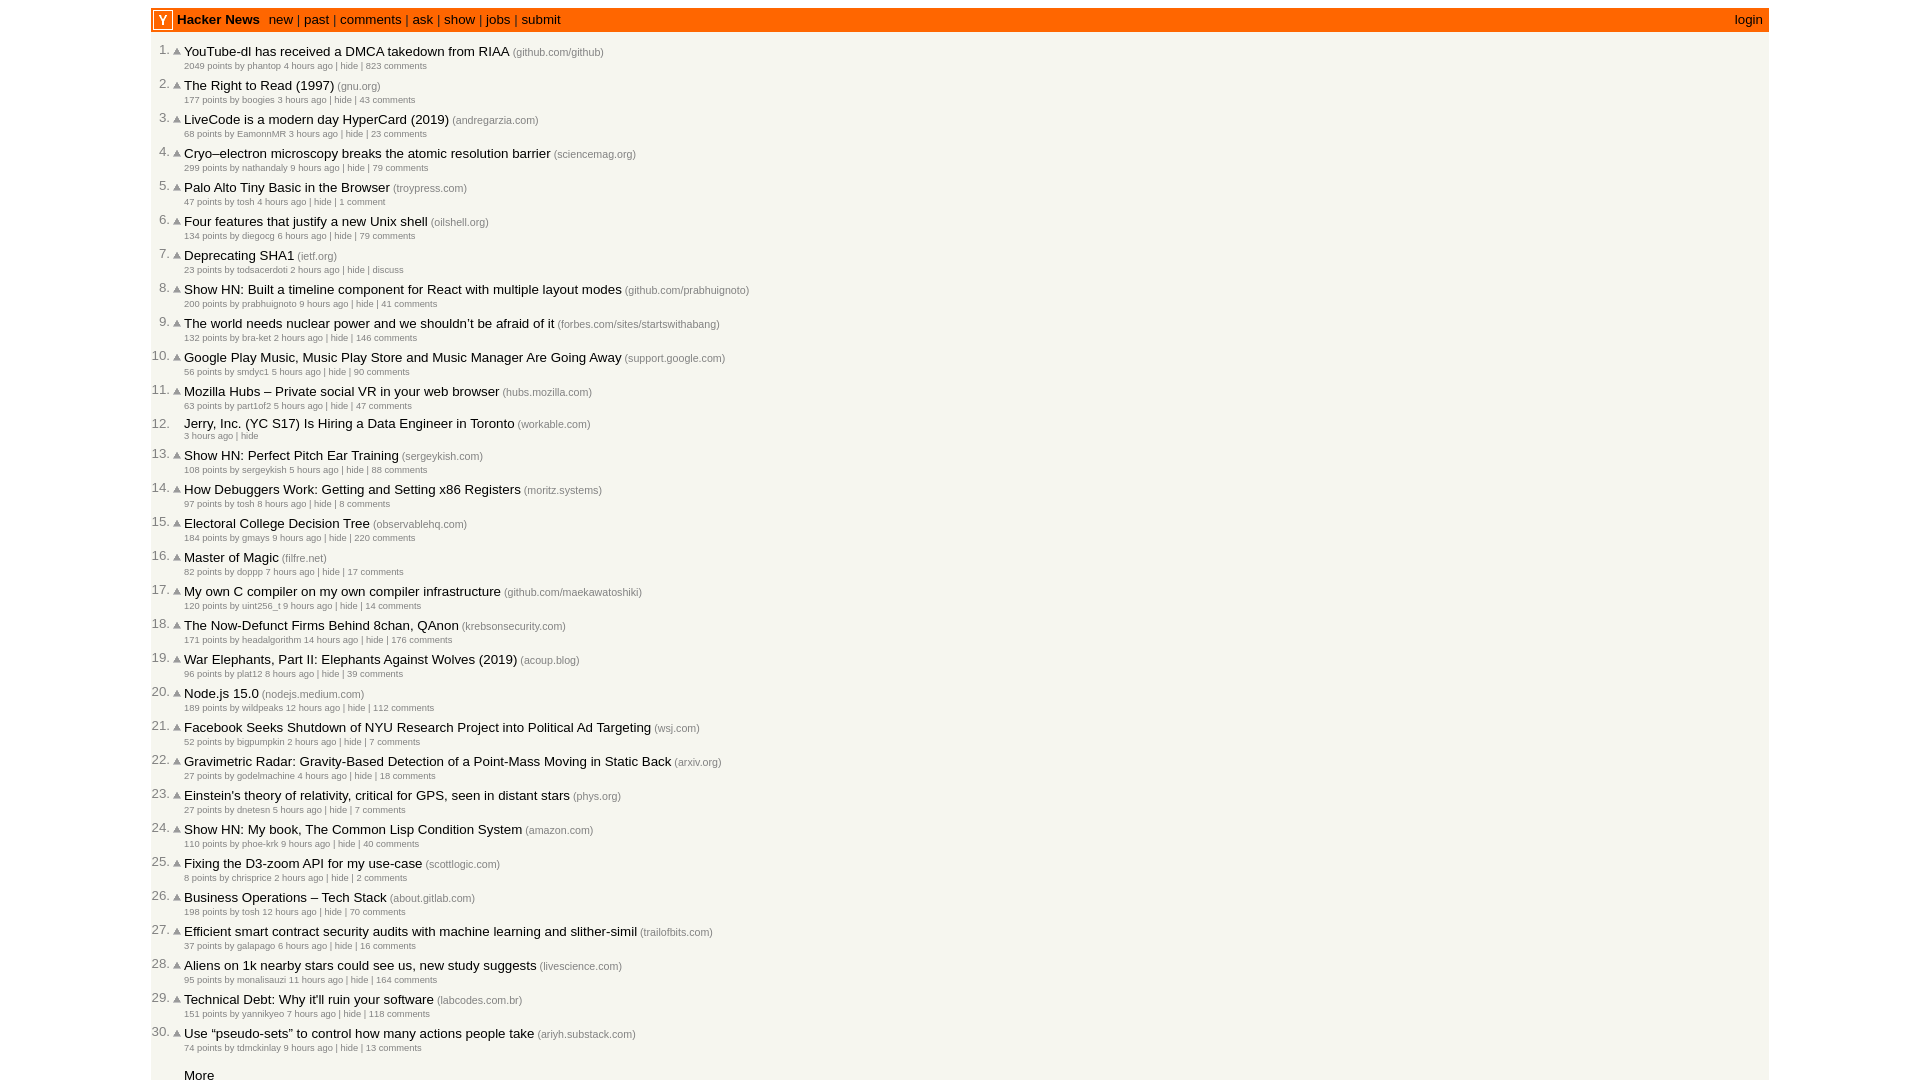 Y Hacker News new | past | comments | ask | show | jobs | submit login
1. YouTube-dl has received a DMCA takedown from RIAA (github.com/github)
2049 points by phantop 4 hours ago | hide | 823 comments
2. The Right to Read (1997) (gnu.org)
177 points by boogies 3 hours ago | hide | 43 comments
3. LiveCode is a modern day HyperCard (2019) (andregarzia.com)
68 points by EamonnMR 3 hours ago | hide | 23 comments
4. Cryo–electron microscopy breaks the atomic resolution barrier (sciencemag.org)
299 points by nathandaly 9 hours ago | hide | 79 comments
5. Palo Alto Tiny Basic in the Browser (troypress.com)
47 points by tosh 4 hours ago | hide | 1 comment
6. Four features that justify a new Unix shell (oilshell.org)
134 points by diegocg 6 hours ago | hide | 79 comments
7. Deprecating SHA1 (ietf.org)
23 points by todsacerdoti 2 hours ago | hide | discuss
8. Show HN: Built a timeline component for React with multiple layout modes (github.com/prabhuignoto)
200 points by prabhuignoto 9 hours ago | hide | 41 comments
9. The world needs nuclear power and we shouldn’t be afraid of it (forbes.com/sites/startswithabang)
132 points by bra-ket 2 hours ago | hide | 146 comments
10. Google Play Music, Music Play Store and Music Manager Are Going Away (support.google.com)
56 points by smdyc1 5 hours ago | hide | 90 comments
11. Mozilla Hubs – Private social VR in your web browser (hubs.mozilla.com)
63 points by part1of2 5 hours ago | hide | 47 comments
12. Jerry, Inc. (YC S17) Is Hiring a Data Engineer in Toronto (workable.com)
3 hours ago | hide
13. Show HN: Perfect Pitch Ear Training (sergeykish.com)
108 points by sergeykish 5 hours ago | hide | 88 comments
14. How Debuggers Work: Getting and Setting x86 Registers (moritz.systems)
97 points by tosh 8 hours ago | hide | 8 comments
15. Electoral College Decision Tree (observablehq.com)
184 points by gmays 9 hours ago | hide | 220 comments
16. Master of Magic (filfre.net)
82 points by doppp 7 hours ago | hide | 17 comments
17. My own C compiler on my own compiler infrastructure (github.com/maekawatoshiki)
120 points by uint256_t 9 hours ago | hide | 14 comments
18. The Now-Defunct Firms Behind 8chan, QAnon (krebsonsecurity.com)
171 points by headalgorithm 14 hours ago | hide | 176 comments
19. War Elephants, Part II: Elephants Against Wolves (2019) (acoup.blog)
96 points by plat12 8 hours ago | hide | 39 comments
20. Node.js 15.0 (nodejs.medium.com)
189 points by wildpeaks 12 hours ago | hide | 112 comments
21. Facebook Seeks Shutdown of NYU Research Project into Political Ad Targeting (wsj.com)
52 points by bigpumpkin 2 hours ago | hide | 7 comments
22. Gravimetric Radar: Gravity-Based Detection of a Point-Mass Moving in Static Back (arxiv.org)
27 points by godelmachine 4 hours ago | hide | 18 comments
23. Einstein's theory of relativity, critical for GPS, seen in distant stars (phys.org)
27 points by dnetesn 5 hours ago | hide | 7 comments
24. Show HN: My book, The Common Lisp Condition System (amazon.com)
110 points by phoe-krk 9 hours ago | hide | 40 comments
25. Fixing the D3-zoom API for my use-case (scottlogic.com)
8 points by chrisprice 2 hours ago | hide | 2 comments
26. Business Operations – Tech Stack (about.gitlab.com)
198 points by tosh 12 hours ago | hide | 70 comments
27. Efficient smart contract security audits with machine learning and slither-simil (trailofbits.com)
37 points by galapago 6 hours ago | hide | 16 comments
28. Aliens on 1k nearby stars could see us, new study suggests (livescience.com)
95 points by monalisauzi 11 hours ago | hide | 164 comments
29. Technical Debt: Why it'll ruin your software (labcodes.com.br)
151 points by yannikyeo 7 hours ago | hide | 118 comments
30. Use “pseudo-sets” to control how many actions people take (ariyh.substack.com)
74 points by tdmckinlay 9 hours ago | hide | 13 comments
More